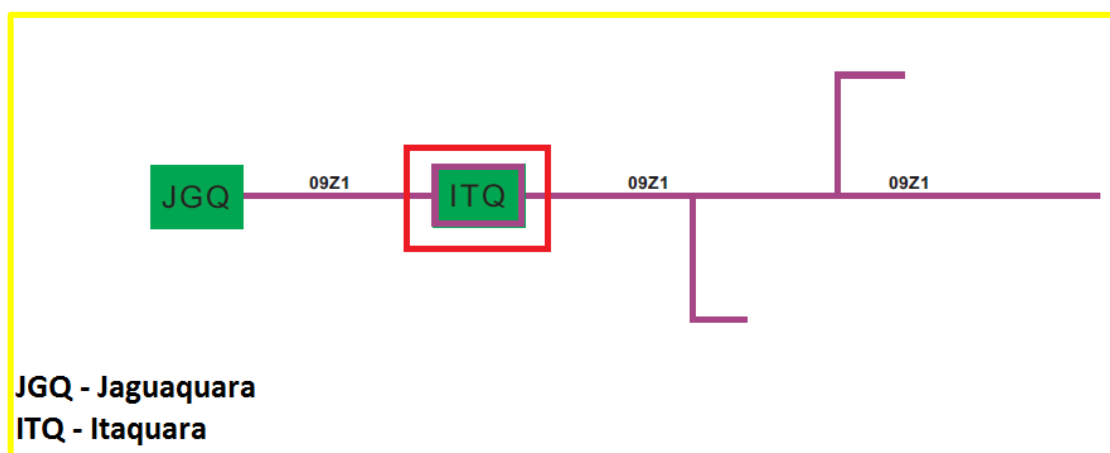 09Z1 09Z1 09Z1
JGQ ITQ
JGQ - Jaguaquara
ITQ - Itaquara